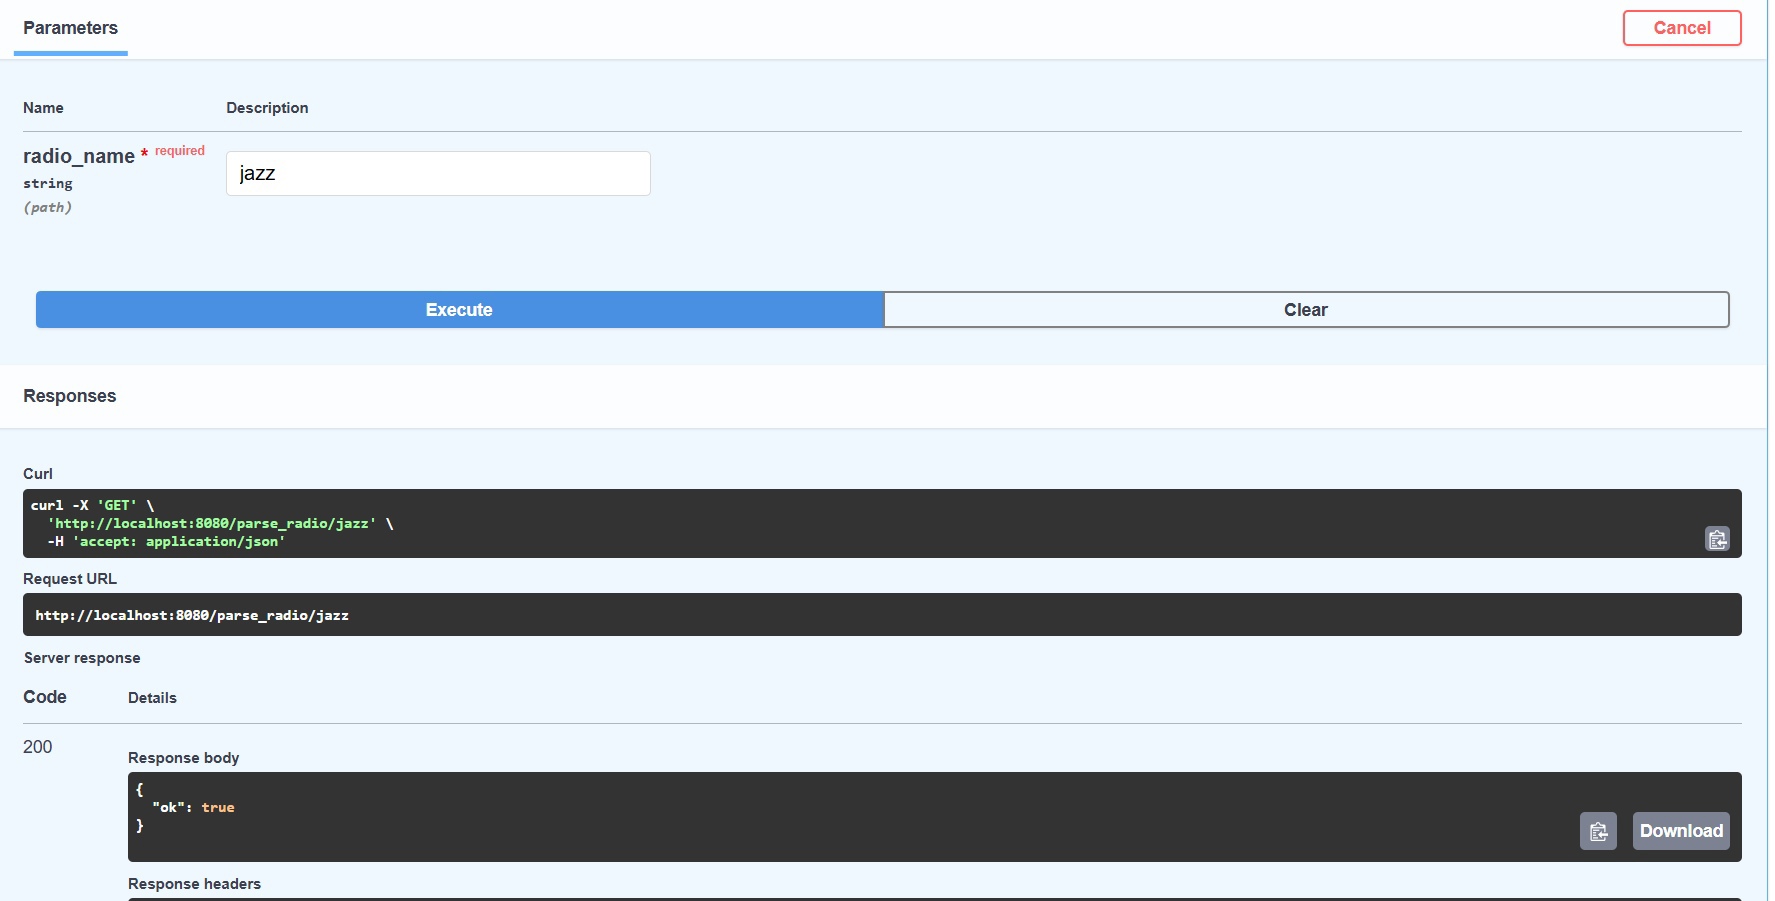 Parameters
Cancel
Name Description
radio_name * required
string
(path)
jazz
Execute Clear
Responses
Curl
curl -X 'GET' \
  'http://localhost:8080/parse_radio/jazz' \
  -H 'accept: application/json'
Request URL
http://localhost:8080/parse_radio/jazz
Server response
Code Details
200
Response body
{
  "ok": true
}
Download
Response headers